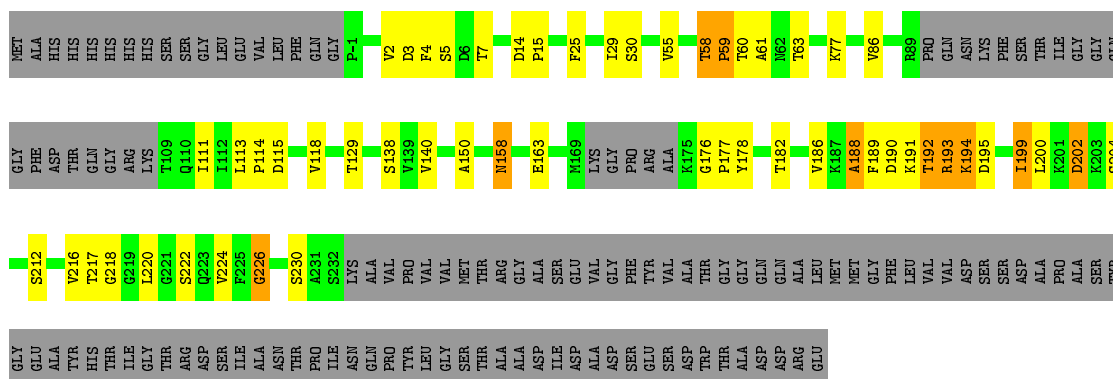 MET ALA HIS HIS HIS HIS HIS HIS SER SER GLY LEU GLU VAL LEU PHE GLN GLY P-1 V2 D3 F4 S5 D6 T7 D14 P15 F25 I29 S30 V55 T58 P59 T60 A61 N62 T63 K77 V86 R89 PRO GLN ASN LYS PHE SER THR ILE GLY GLY
GLY PHE ASP THR GLN GLY ARG LYS T109 Q110 I111 I112 L113 P114 D115 V118 T129 S138 V139 V140 A150 N158 E163 M169 LYS GLY PRO ARG ALA K175 G176 P177 Y178 T182 V186 K187 A188 F189 D190 K191 T192 R193 K194 D195 I199 L200 K201 D202 K203
S212 V216 T217 G218 G219 L220 G221 S222 Q223 V224 F225 G226 S230 A231 S232 LYS ALA VAL PRO VAL VAL MET THR ARG GLY ALA SER GLU VAL GLY PHE TYR VAL ALA THR GLY GLY GLN GLN ALA LEU MET MET GLY PHE LEU VAL VAL ASP SER SER ASP ALA PRO ALA SER
GLY GLU ALA TYR HIS THR ILE GLY THR ARG ASP SER ILE ALA ASN THR PRO ILE ASN GLN PRO TYR LEU GLY SER THR ALA ALA ASP ILE ASP ALA ASP SER GLU SER ASP TRP THR ALA ASP ASP ARG GLU